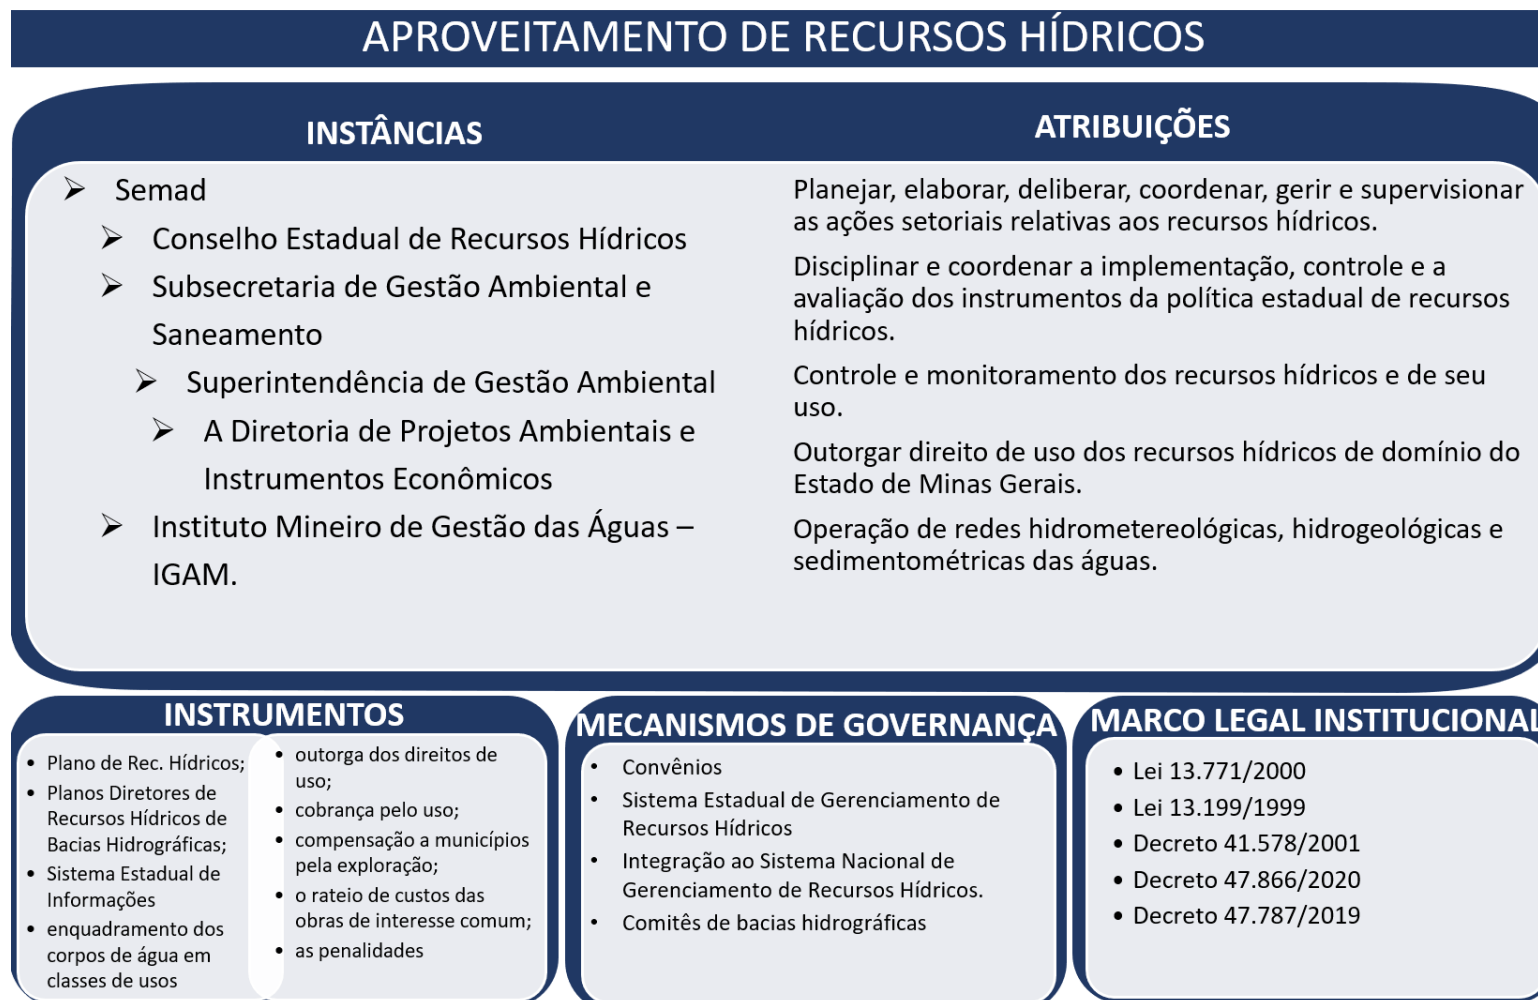 APROVEITAMENTO DE RECURSOS HÍDRICOS
INSTÂNCIAS
Semad
Conselho Estadual de Recursos Hídricos
Subsecretaria de Gestão Ambiental e
Saneamento
Superintendência de Gestão Ambiental
A Diretoria de Projetos Ambientais e
Instrumentos Econômicos
Instituto Mineiro de Gestão das Águas –
IGAM.
ATRIBUIÇÕES
Planejar, elaborar, deliberar, coordenar, gerir e supervisionar
as ações setoriais relativas aos recursos hídricos.
Disciplinar e coordenar a implementação, controle e a
avaliação dos instrumentos da política estadual de recursos
hídricos.
Controle e monitoramento dos recursos hídricos e de seu
uso.
Outorgar direito de uso dos recursos hídricos de domínio do
Estado de Minas Gerais.
Operação de redes hidrometereológicas, hidrogeológicas e
sedimentométricas das águas.
INSTRUMENTOS
• Plano de Rec. Hídricos;
• Planos Diretores de
Recursos Hídricos de
Bacias Hidrográficas;
• Sistema Estadual de
Informações
• enquadramento dos
corpos de água em
classes de usos
• outorga dos direitos de
uso;
• cobrança pelo uso;
• compensação a municípios
pela exploração;
• o rateio de custos das
obras de interesse comum;
• as penalidades
MECANISMOS DE GOVERNANÇA
• Convênios
• Sistema Estadual de Gerenciamento de
Recursos Hídricos
• Integração ao Sistema Nacional de
Gerenciamento de Recursos Hídricos.
• Comitês de bacias hidrográficas
MARCO LEGAL INSTITUCIONAL
• Lei 13.771/2000
• Lei 13.199/1999
• Decreto 41.578/2001
• Decreto 47.866/2020
• Decreto 47.787/2019